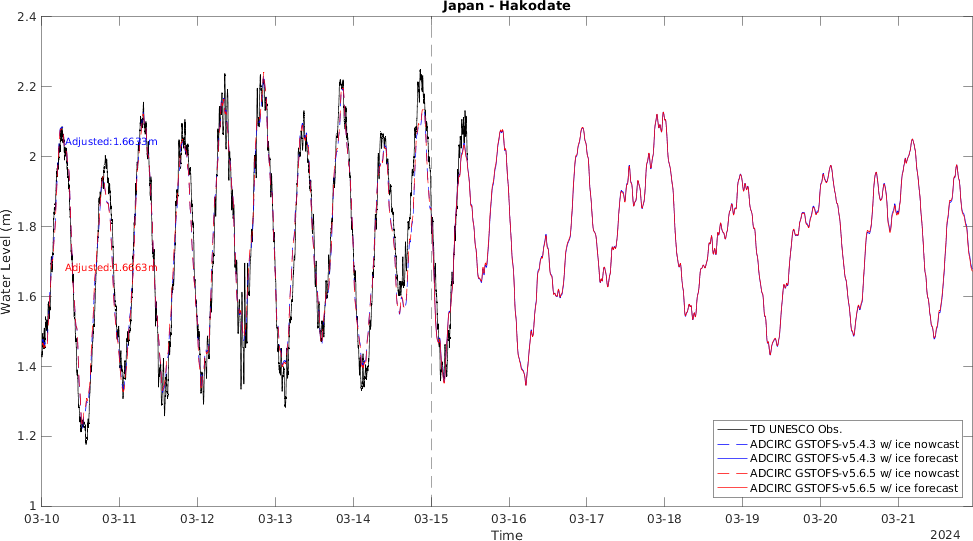 Japan - Hakodate
2.4
2.2
2
1.8
1.6
1.4
1.2
1
Water Level (m)
Adjusted:1.6633m
Adjusted:1.6663m
TD UNESCO Obs.
ADCIRC GSTOFS-v5.4.3 w/ ice nowcast
ADCIRC GSTOFS-v5.4.3 w/ ice forecast
ADCIRC GSTOFS-v5.6.5 w/ ice nowcast
ADCIRC GSTOFS-v5.6.5 w/ ice forecast
03-10 03-11 03-12 03-13 03-14 03-15 03-16 03-17 03-18 03-19 03-20 03-21
Time
2024